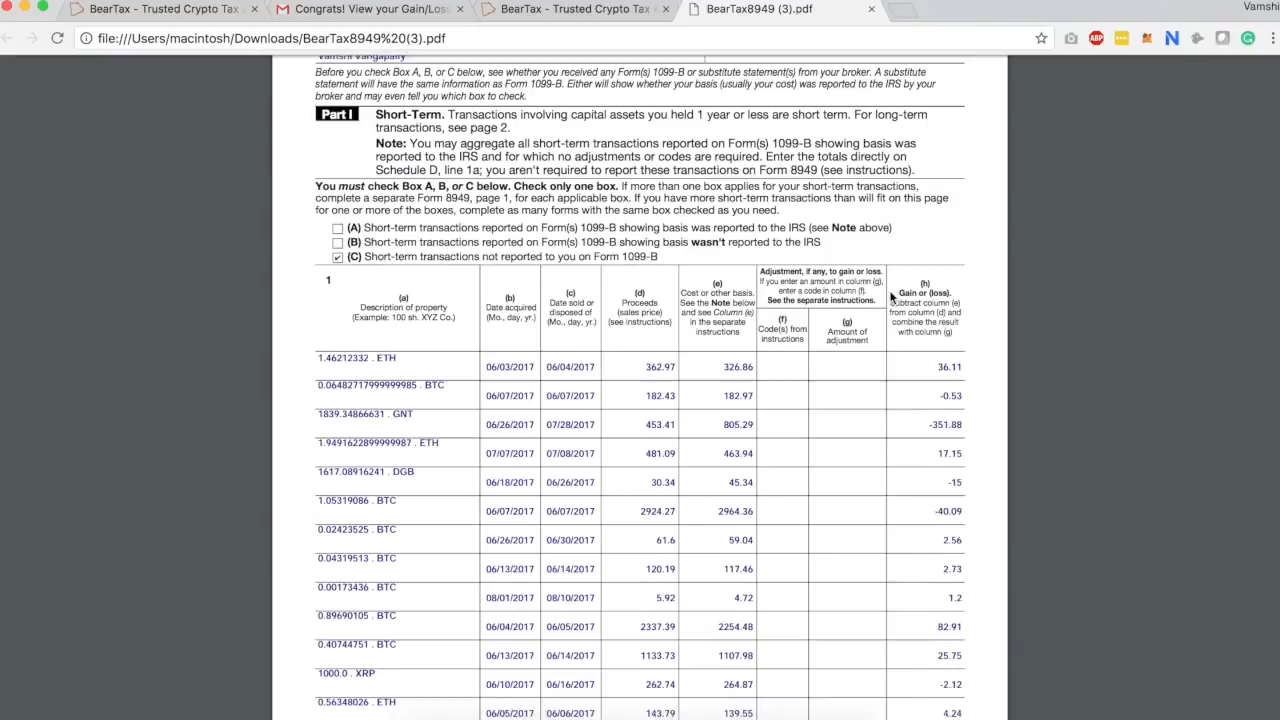 BearTax - Trusted Crypto Tax
Congrats! View your Gain/Los
BearTax - Trusted Crypto Tax
BearTax8949 (3).pdf
Vamshi
file:///Users/macintosh/Downloads/BearTax8949%20(3).pdf
ABP
Vamshi Vangapally
Before you check Box A, B, or C below, see whether you received any Form(s) 1099-B or substitute statement(s) from your broker. A substitute
statement will have the same information as Form 1099-B. Either will show whether your basis (usually your cost) was reported to the IRS by your
broker and may even tell you which box to check.
Part I Short-Term. Transactions involving capital assets you held 1 year or less are short term. For long-term
transactions, see page 2.
Note: You may aggregate all short-term transactions reported on Form(s) 1099-B showing basis was
reported to the IRS and for which no adjustments or codes are required. Enter the totals directly on
Schedule D, line 1a; you aren't required to report these transactions on Form 8949 (see instructions).
You must check Box A, B, or C below. Check only one box. If more than one box applies for your short-term transactions,
complete a separate Form 8949, page 1, for each applicable box. If you have more short-term transactions than will fit on this page
for one or more of the boxes, complete as many forms with the same box checked as you need.
(A) Short-term transactions reported on Form(s) 1099-B showing basis was reported to the IRS (see Note above)
(B) Short-term transactions reported on Form(s) 1099-B showing basis wasn't reported to the IRS
(C) Short-term transactions not reported to you on Form 1099-B
1
(a)
Description of property
(Example: 100 sh. XYZ Co.)
(b)
Date acquired
(Mo., day, yr.)
(c)
Date sold or
disposed of
(Mo., day, yr.)
(d)
Proceeds
(sales price)
(see instructions)
(e)
Cost or other basis.
See the Note below
and see Column (e)
in the separate
instructions
Adjustment, if any, to gain or loss.
If you enter an amount in column (g),
enter a code in column (f).
See the separate instructions.
(f)
Code(s) from
instructions
(g)
Amount of
adjustment
(h)
Gain or (loss).
Subtract column (e)
from column (d) and
combine the result
with column (g)
1.46212332 . ETH 06/03/2017 06/04/2017 362.97 326.86 36.11
0.06482717999999985 . BTC 06/07/2017 06/07/2017 182.43 182.97 -0.53
1839.34866631 . GNT 06/26/2017 07/28/2017 453.41 805.29 -351.88
1.9491622899999987 . ETH 07/07/2017 07/08/2017 481.09 463.94 17.15
1617.08916241 . DGB 06/18/2017 06/26/2017 30.34 45.34 -15
1.05319086 . BTC 06/07/2017 06/07/2017 2924.27 2964.36 -40.09
0.02423525 . BTC 06/26/2017 06/30/2017 61.6 59.04 2.56
0.04319513 . BTC 06/13/2017 06/14/2017 120.19 117.46 2.73
0.00173436 . BTC 08/01/2017 08/10/2017 5.92 4.72 1.2
0.89690105 . BTC 06/04/2017 06/05/2017 2337.39 2254.48 82.91
0.40744751 . BTC 06/13/2017 06/14/2017 1133.73 1107.98 25.75
1000.0 . XRP 06/10/2017 06/16/2017 262.74 264.87 -2.12
0.56348026 . ETH 06/05/2017 06/06/2017 143.79 139.55 4.24